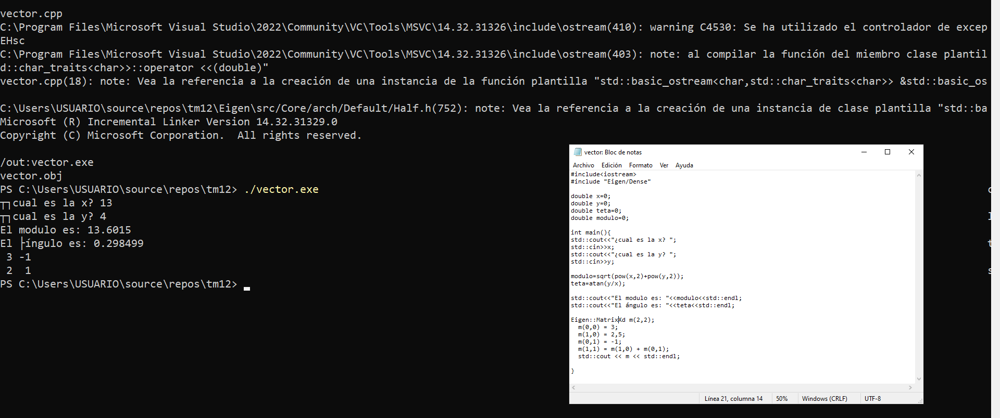 vector.cpp
C:\Program Files\Microsoft Visual Studio\2022\Community\VC\Tools\MSVC\14.32.31326\include\ostream(410): warning C4530: Se ha utilizado el controlador de excep
EHsc
C:\Program Files\Microsoft Visual Studio\2022\Community\VC\Tools\MSVC\14.32.31326\include\ostream(403): note: al compilar la función del miembro clase plantil
d::char_traits<char>>::operator <<(double)"
vector.cpp(18): note: Vea la referencia a la creación de una instancia de la función plantilla "std::basic_ostream<char,std::char_traits<char>> &std::basic_os
C:\Users\USUARIO\source\repos\tm12\Eigen\src/Core/arch/Default/Half.h(752): note: Vea la referencia a la creación de una instancia de clase plantilla "std::ba
Microsoft (R) Incremental Linker Version 14.32.31329.0
Copyright (C) Microsoft Corporation.  All rights reserved.
/out:vector.exe
vector.obj
PS C:\Users\USUARIO\source\repos\tm12> ./vector.exe
┬┐cual es la x? 13
┬┐cual es la y? 4
El modulo es: 13.6015
El ├íngulo es: 0.298499
 3 -1
 2  1
PS C:\Users\USUARIO\source\repos\tm12>
vector: Bloc de notas
Archivo Edición Formato Ver Ayuda
#include<iostream>
#include "Eigen/Dense"
double x=0;
double y=0;
double teta=0;
double modulo=0;
int main(){
std::cout<<"¿cual es la x? ";
std::cin>>x;
std::cout<<"¿cual es la y? ";
std::cin>>y;
modulo=sqrt(pow(x,2)+pow(y,2));
teta=atan(y/x);
std::cout<<"El modulo es: "<<modulo<<std::endl;
std::cout<<"El ángulo es: "<<teta<<std::endl;
Eigen::MatrixXd m(2,2);
  m(0,0) = 3;
  m(1,0) = 2,5;
  m(0,1) = -1;
  m(1,1) = m(1,0) + m(0,1);
  std::cout << m << std::endl;
}
Línea 21, columna 14 50% Windows (CRLF) UTF-8